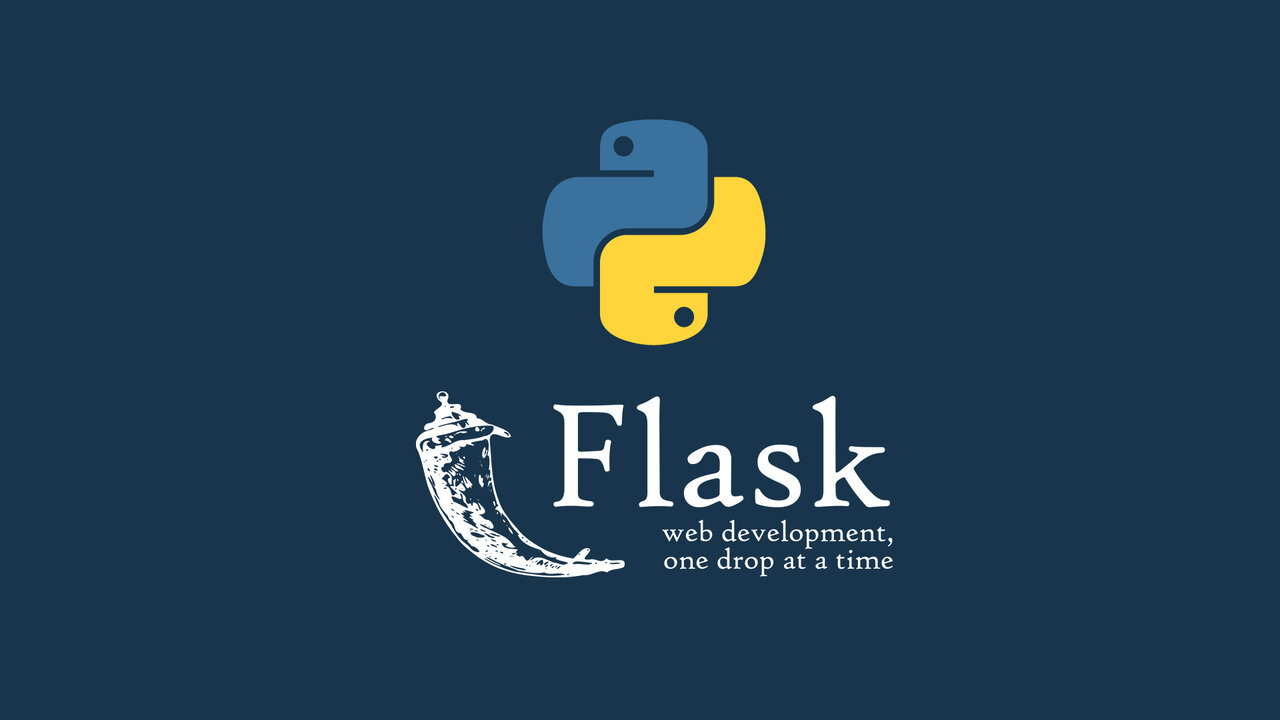 Flask
web development,
one drop at a time